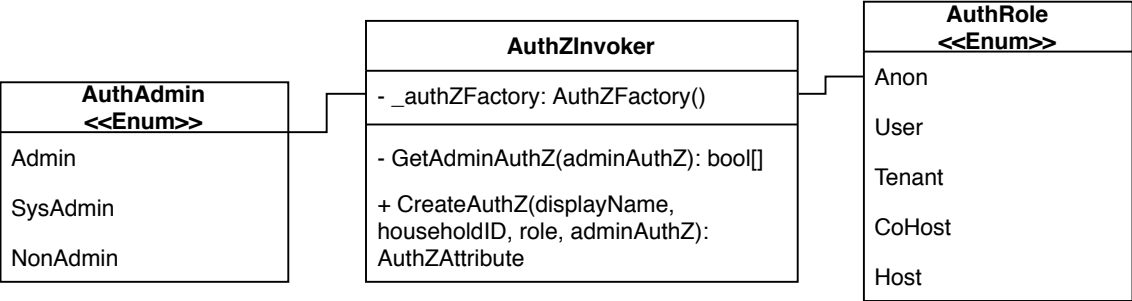 AuthAdmin
<<Enum>>
Admin
SysAdmin
NonAdmin
AuthZInvoker
- _authZFactory: AuthZFactory()
- GetAdminAuthZ(adminAuthZ): bool[]
+ CreateAuthZ(displayName,
householdID, role, adminAuthZ):
AuthZAttribute
AuthRole
<<Enum>>
Anon
User
Tenant
CoHost
Host